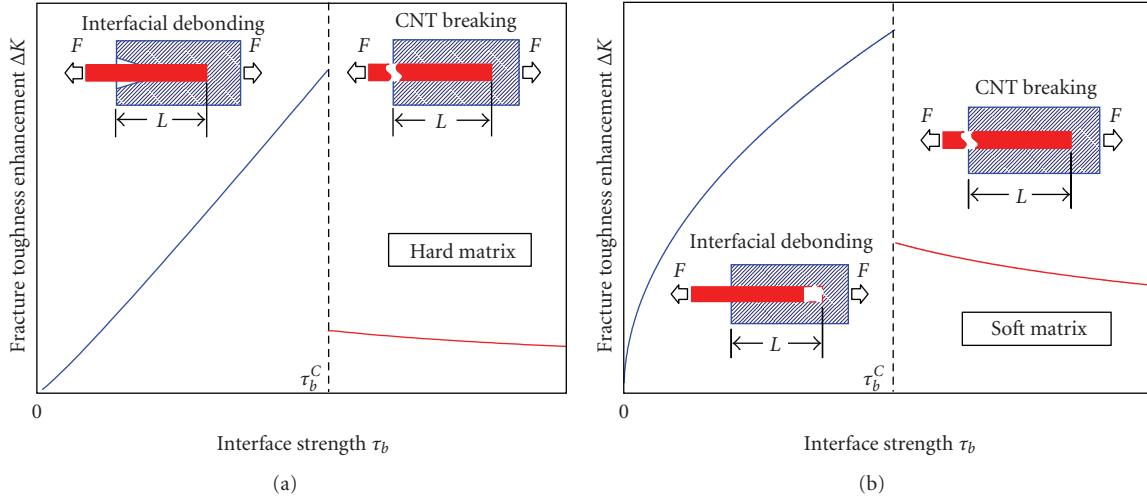 Fracture toughness enhancement ΔK
Interfacial debonding
F
F
L
CNT breaking
F
F
L
Hard matrix
τ_b^C
0
Interface strength τ_b
(a)
Fracture toughness enhancement ΔK
CNT breaking
F
F
L
Interfacial debonding
F
F
L
Soft matrix
τ_b^C
0
Interface strength τ_b
(b)